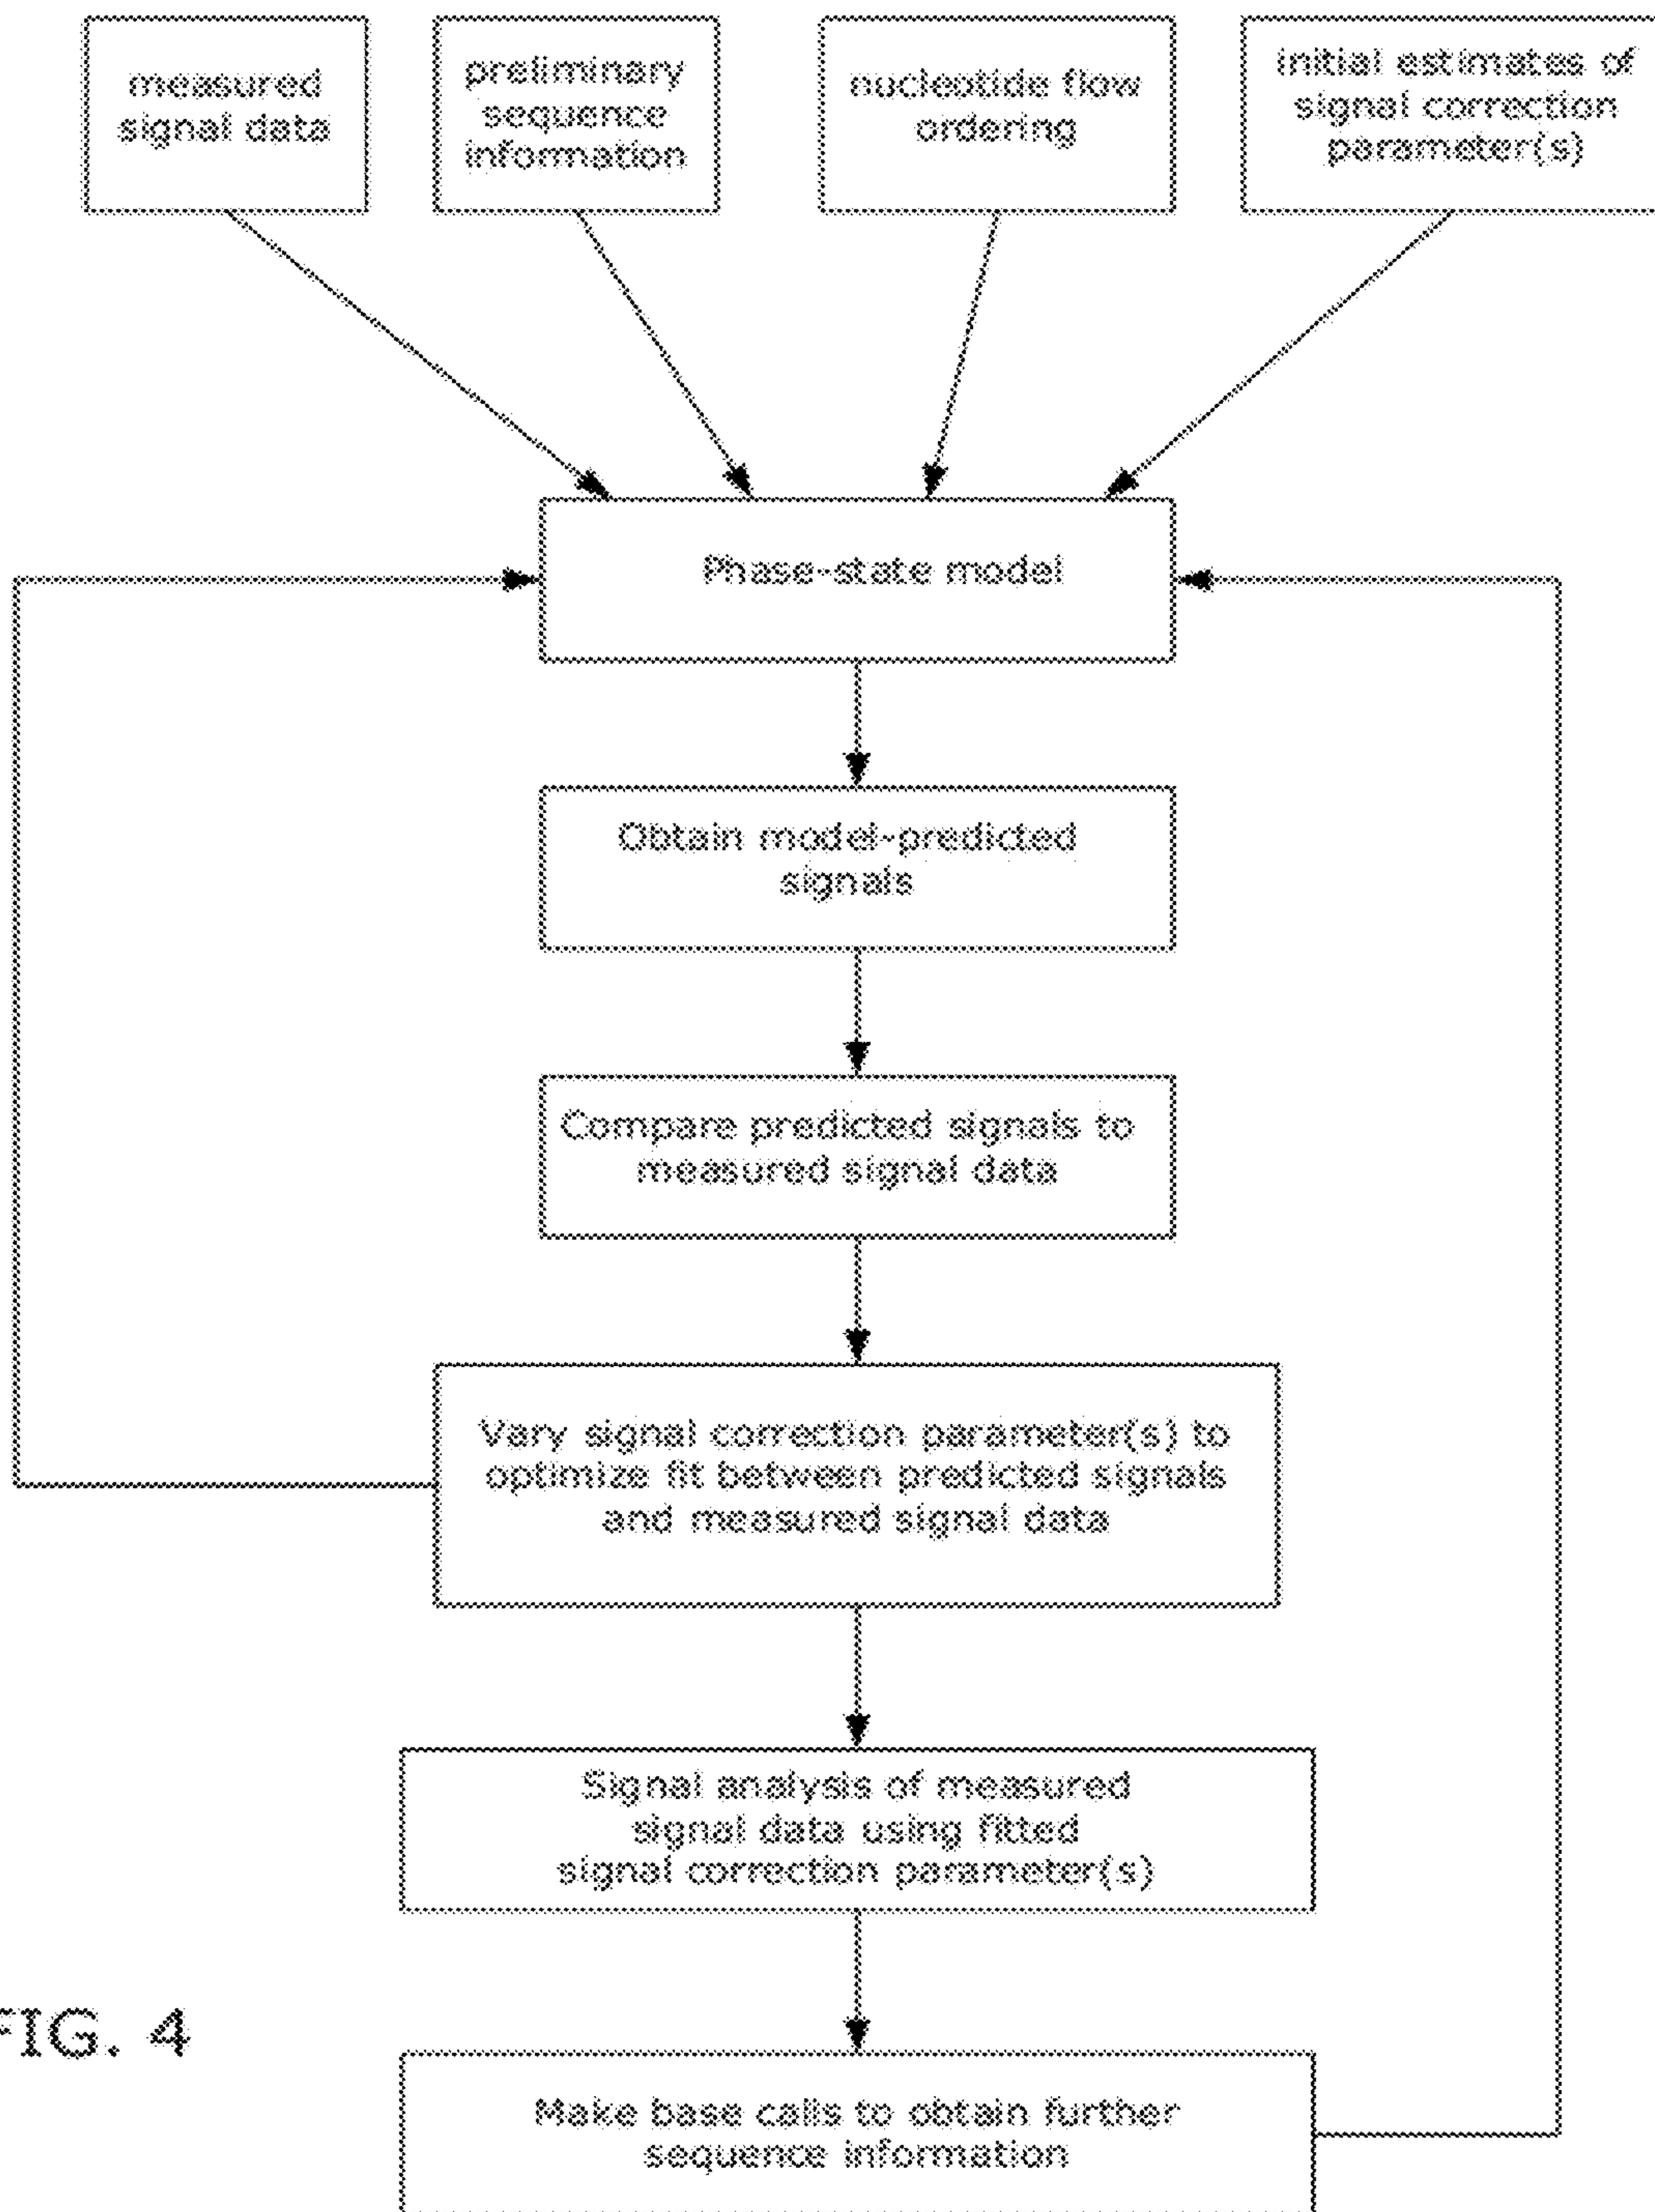 measured
signal data
preliminary
sequence
information
nucleotide flow
ordering
initial estimates of
signal correction
parameter(s)
Phase-state model
Obtain model-predicted
signals
Compare predicted signals to
measured signal data
Vary signal correction parameter(s) to
optimize fit between predicted signals
and measured signal data
Signal analysis of measured
signal data using fitted
signal correction parameter(s)
Make base calls to obtain further
sequence information
FIG. 4